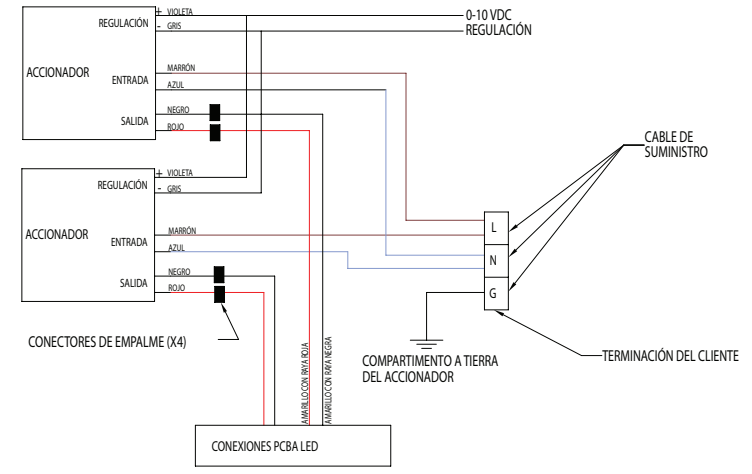 ACCIONADOR
REGULACIÓN
+ VIOLETA
- GRIS
ENTRADA
MARRÓN
AZUL
SALIDA
NEGRO
ROJO
0-10 VDC
REGULACIÓN
ACCIONADOR
REGULACIÓN
+ VIOLETA
- GRIS
ENTRADA
MARRÓN
AZUL
SALIDA
NEGRO
ROJO
CONECTORES DE EMPALME (X4)
AMARILLO CON RAYA ROJA
AMARILLO CON RAYA NEGRA
CONEXIONES PCBA LED
L
N
G
CABLE DE
SUMINISTRO
COMPARTIMENTO A TIERRA
DEL ACCIONADOR
TERMINACIÓN DEL CLIENTE